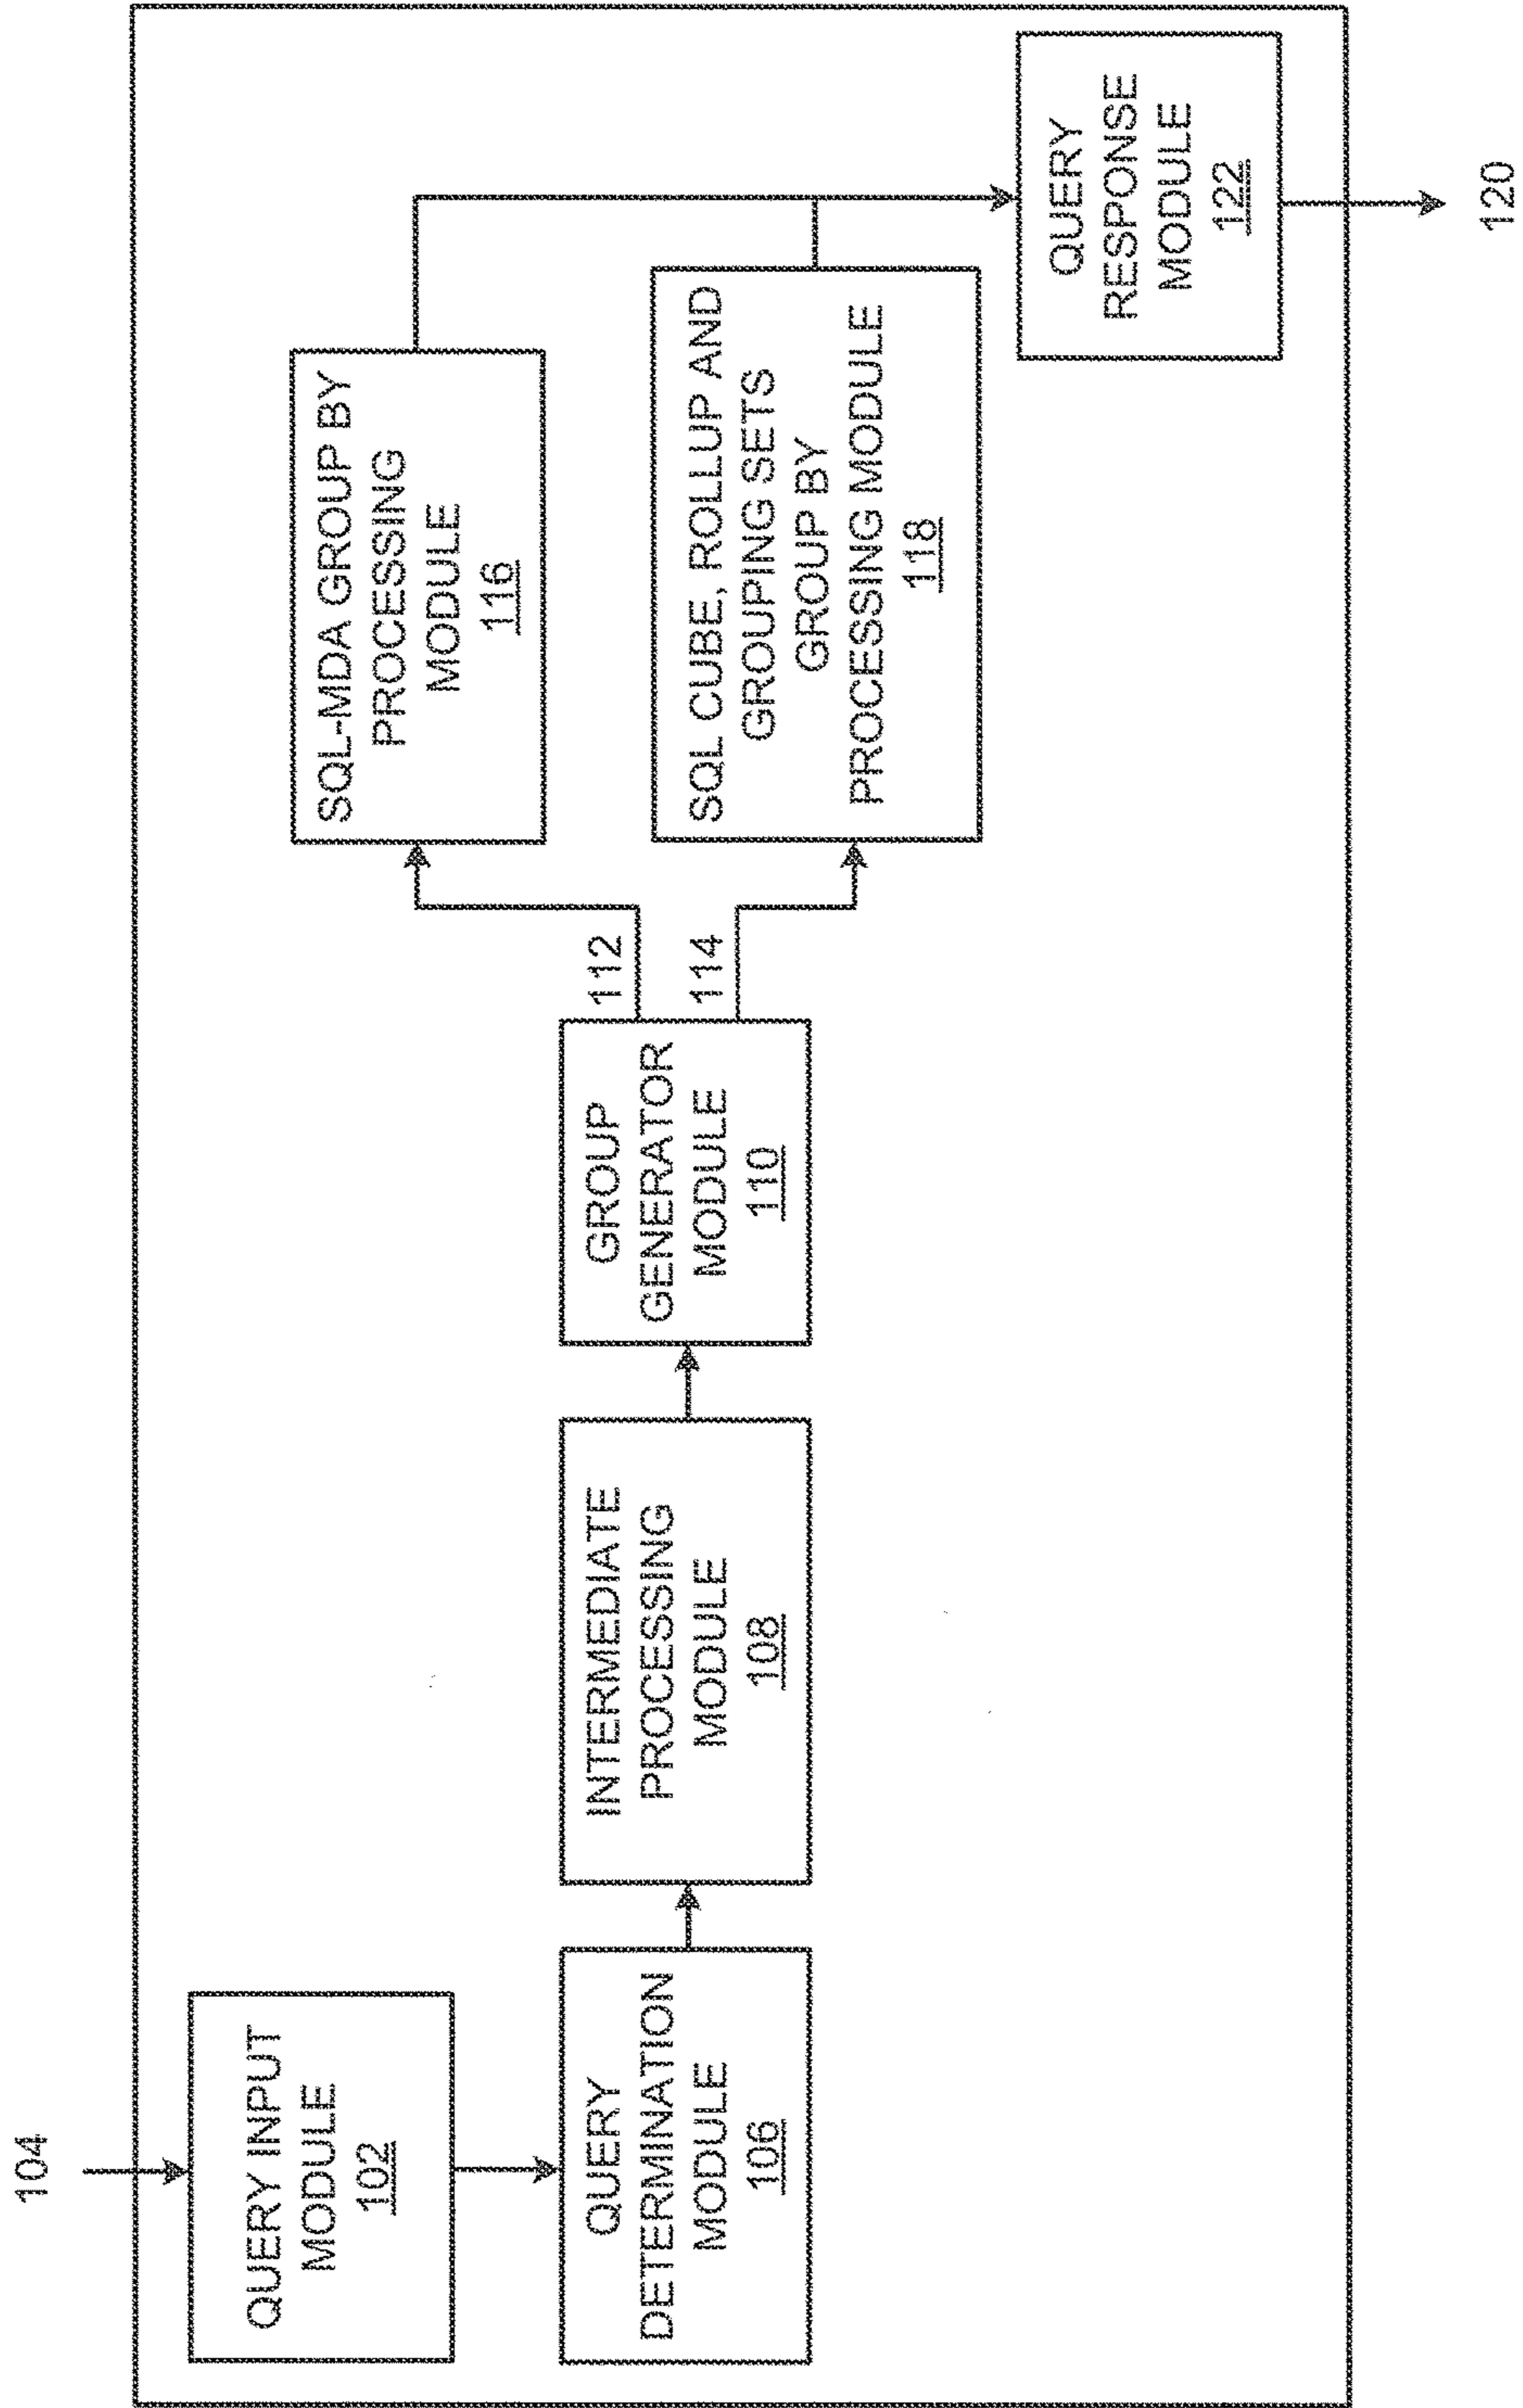 104
QUERY INPUT
MODULE
102
QUERY
DETERMINATION
MODULE
106
INTERMEDIATE
PROCESSING
MODULE
108
GROUP
GENERATOR
MODULE
110
112
114
SQL-MDA GROUP BY
PROCESSING
MODULE
116
SQL CUBE, ROLLUP AND
GROUPING SETS
GROUP BY
PROCESSING MODULE
118
QUERY
RESPONSE
MODULE
122
120